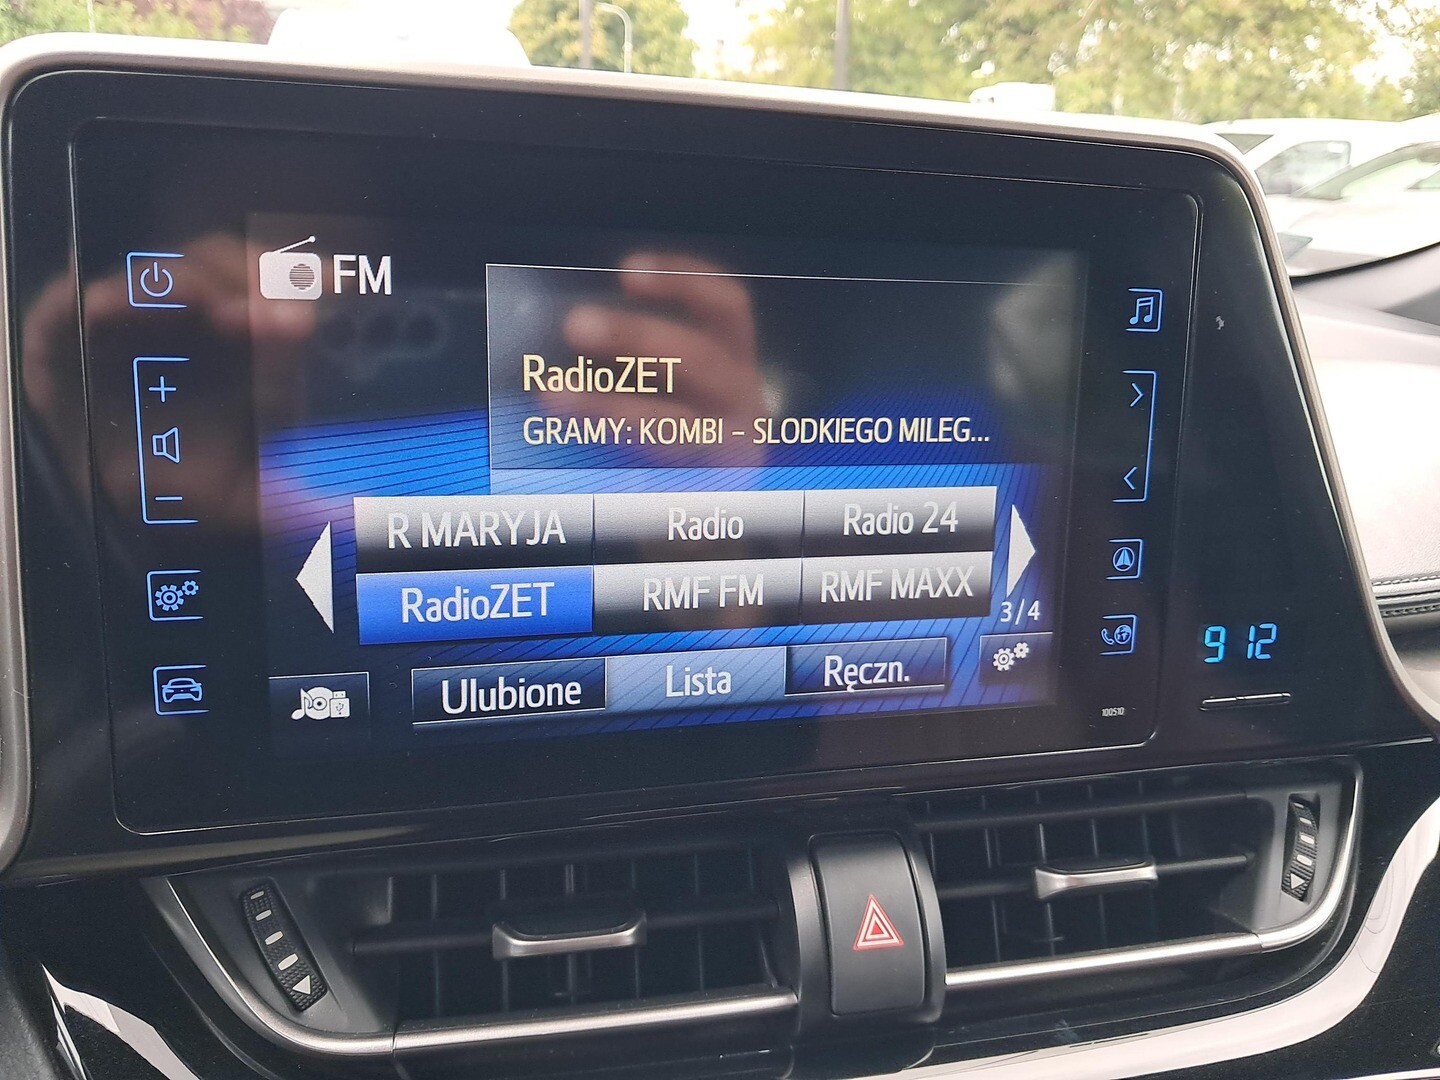 FM
RadioZET
GRAMY: KOMBI - SLODKIEGO MILEG...
R MARYJA Radio Radio 24
RadioZET RMF FM RMF MAXX
3/4
Ulubione Lista Ręczn.
100510
9 12